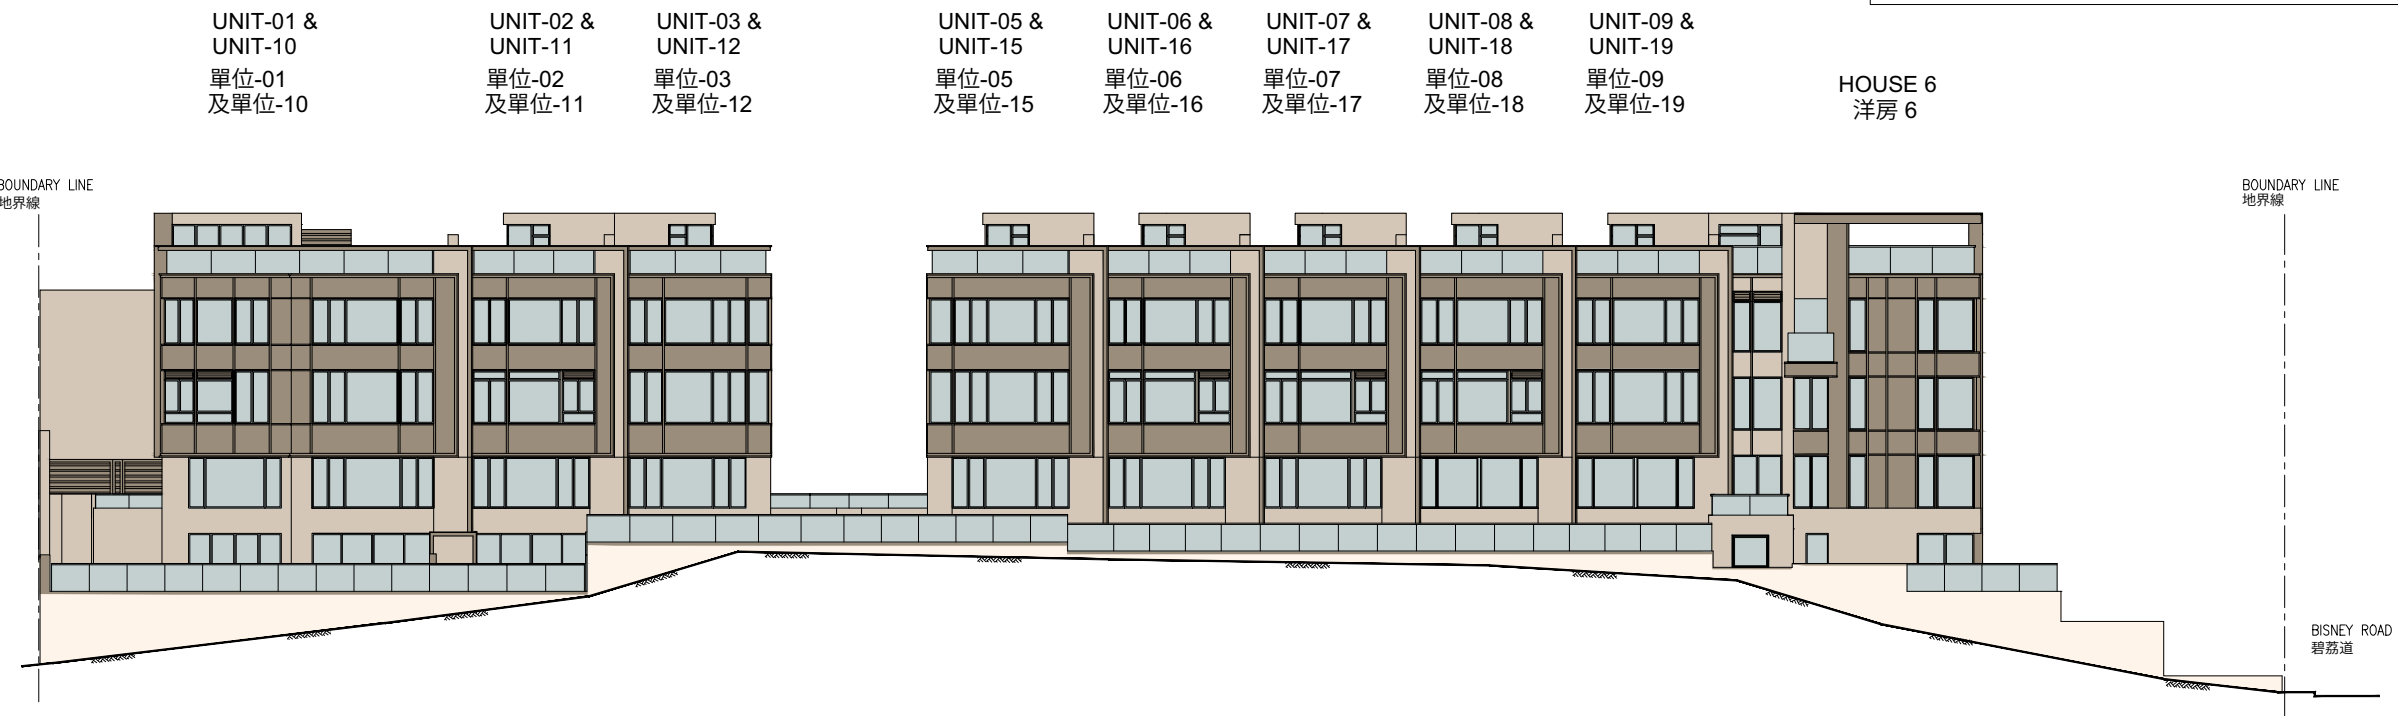 UNIT-01 &
UNIT-10
單位-01
及單位-10
UNIT-02 &
UNIT-11
單位-02
及單位-11
UNIT-03 &
UNIT-12
單位-03
及單位-12
UNIT-05 &
UNIT-15
單位-05
及單位-15
UNIT-06 &
UNIT-16
單位-06
及單位-16
UNIT-07 &
UNIT-17
單位-07
及單位-17
UNIT-08 &
UNIT-18
單位-08
及單位-18
UNIT-09 &
UNIT-19
單位-09
及單位-19
HOUSE 6
洋房 6
BOUNDARY LINE
地界線
BOUNDARY LINE
地界線
BISNEY ROAD
碧荔道